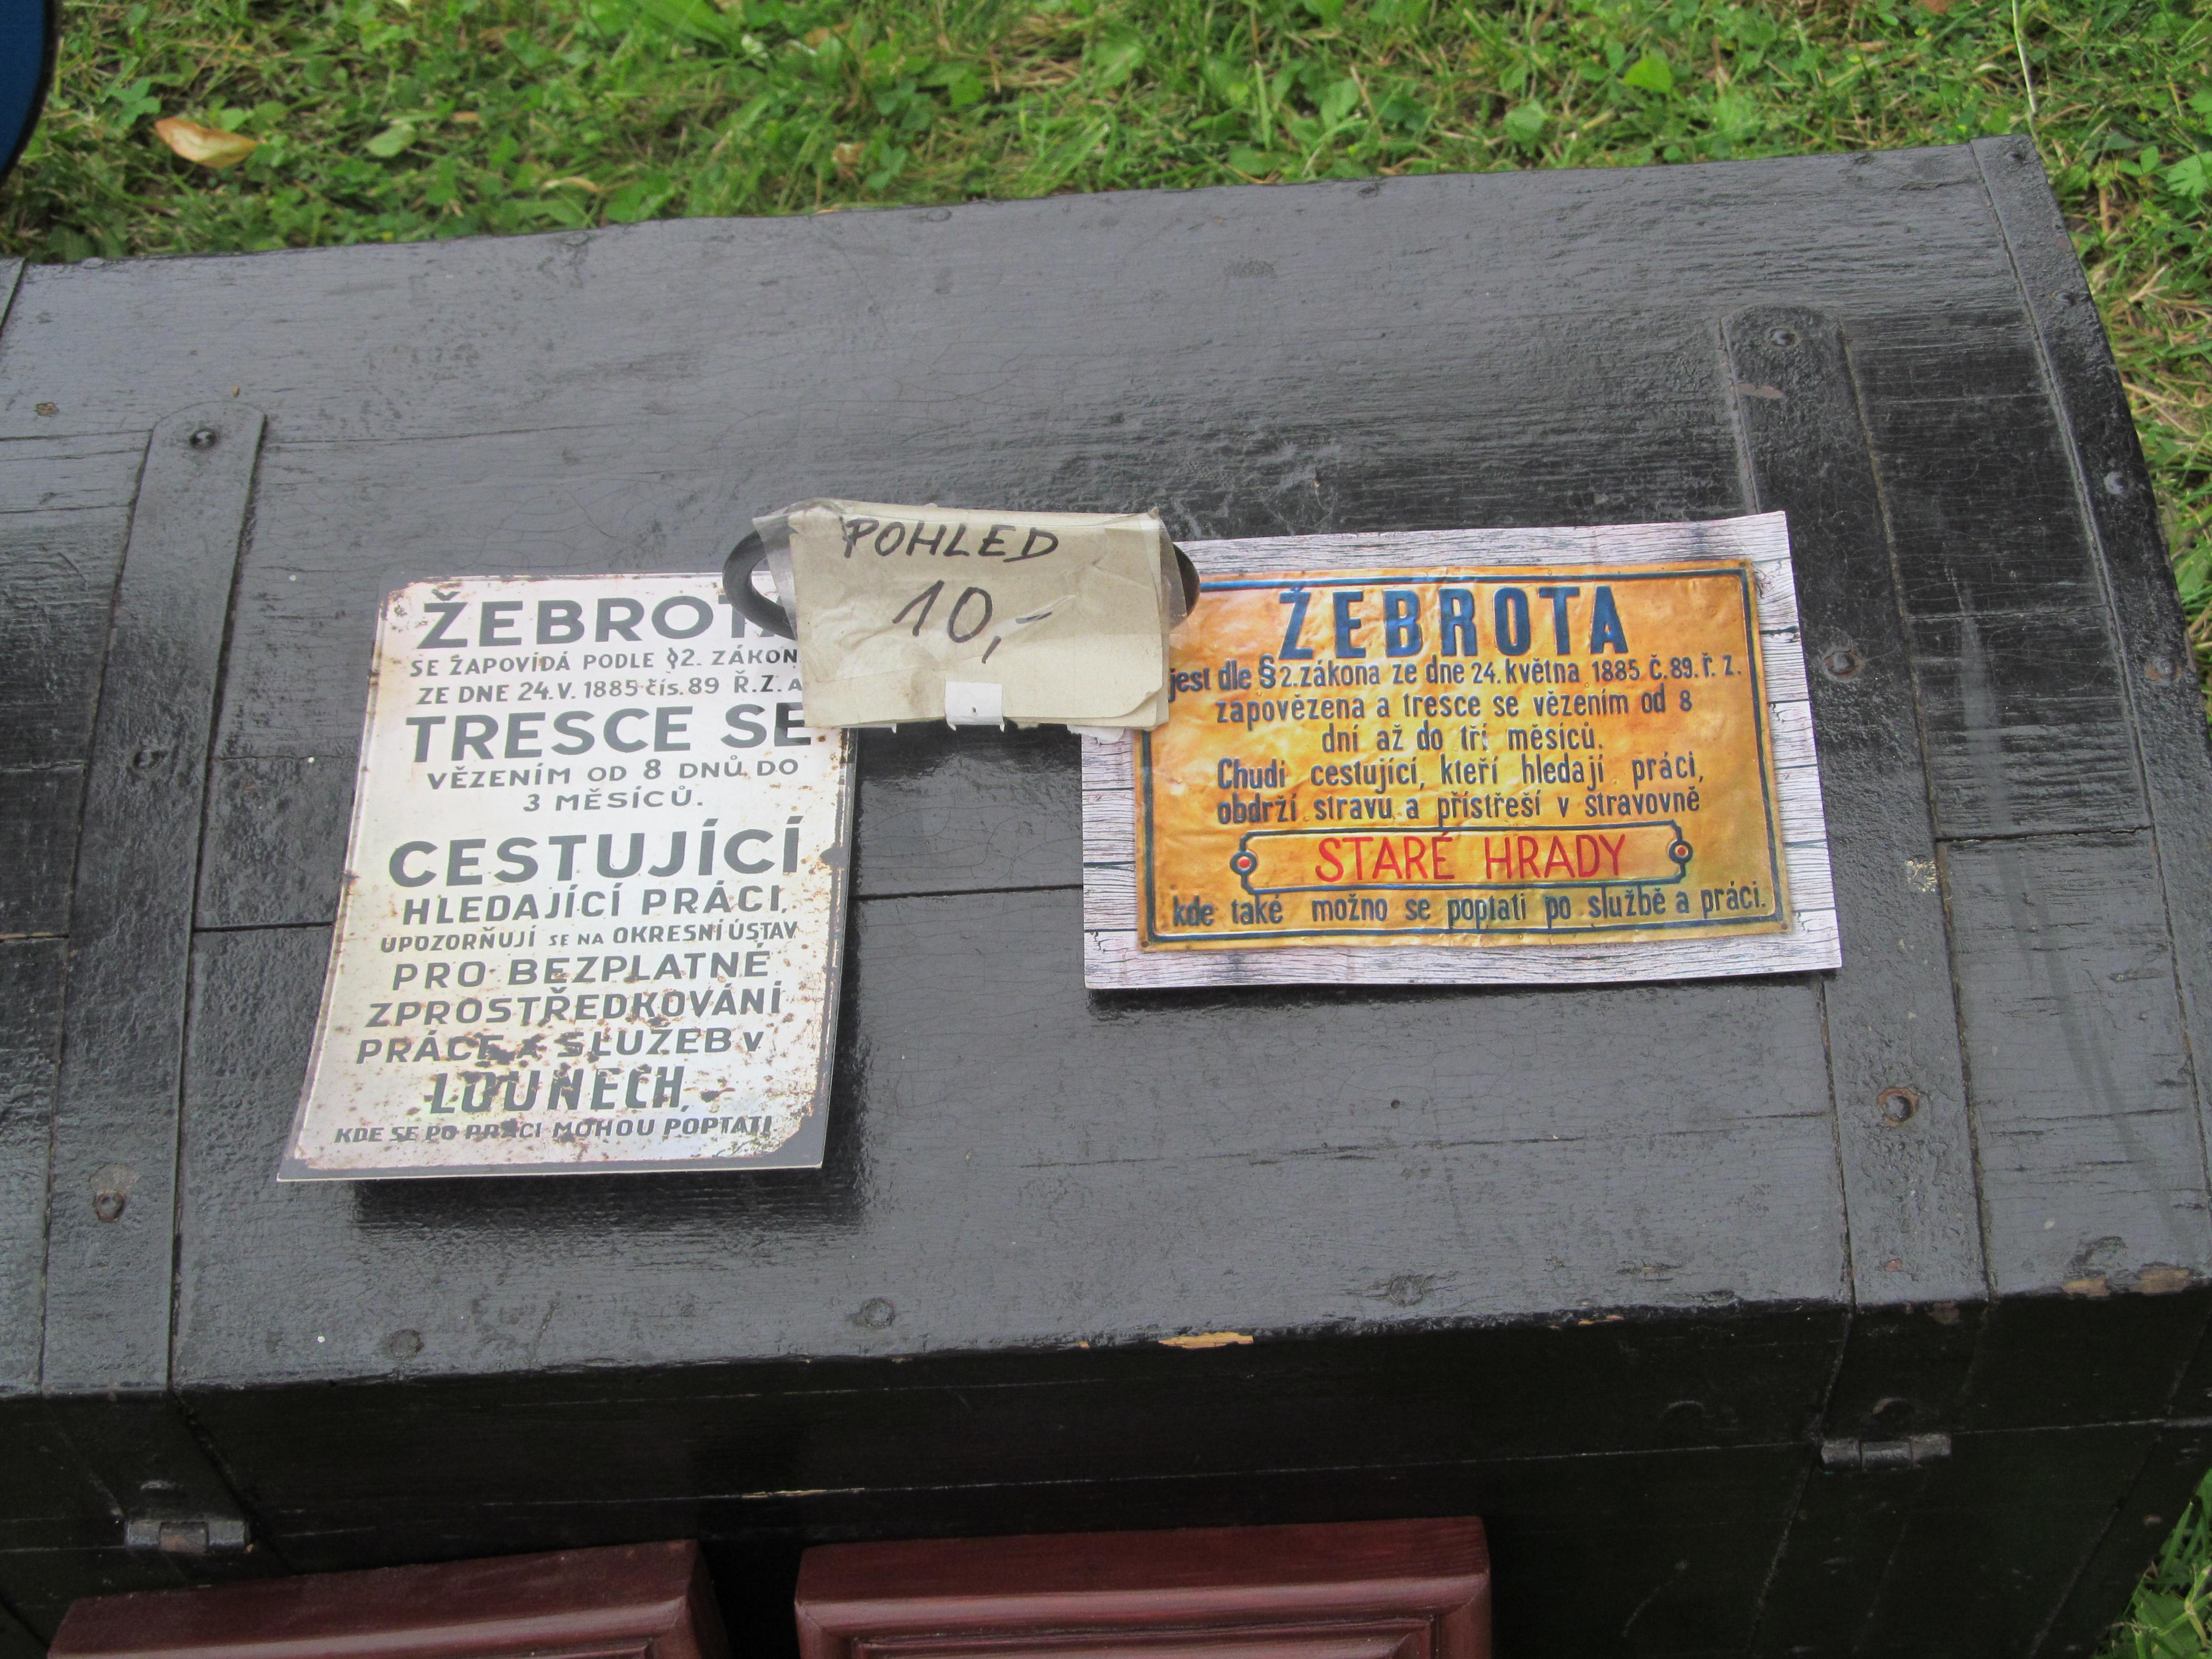 POHLED
10,-
ŽEBROTA
SE ZAPOVÍDÁ PODLE §2. ZÁKON
ZE DNE 24.V. 1885 čís.89 Ř.Z. A
TRESCE SE
VĚZENÍM OD 8 DNŮ DO
3 MĚSÍCŮ.
CESTUJÍCÍ
HLEDAJÍCÍ PRÁCI,
UPOZORŇUJÍ SE NA OKRESNÍ ÚSTAV
PRO BEZPLATNÉ
ZPROSTŘEDKOVÁNÍ
PRÁCE A SLUŽEB V
LOUNECH,
KDE SE PO PRÁCI MOHOU POPTATI.
ŽEBROTA
jest dle §2.zákona ze dne 24. května 1885 č.89.ř.z.
zapovězena a tresce se vězením od 8
dní až do tří měsíců.
Chudí cestující, kteří hledají práci,
obdrží stravu a přístřeší v stravovně
STARÉ HRADY
kde také možno se poptati po službě a práci.